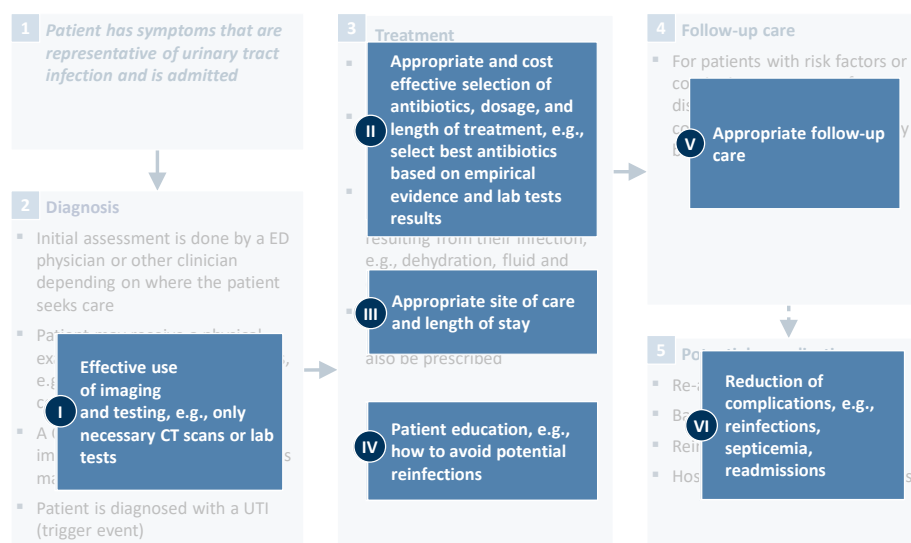 1
Patient has symptoms that are
representative of urinary tract
infection and is admitted
2
Diagnosis
Initial assessment is done by a ED
physician or other clinician
depending on where the patient
seeks care
I
Effective use
of imaging
and testing, e.g., only
necessary CT scans or lab
tests
Patient is diagnosed with a UTI
(trigger event)
3
Treatment
II
Appropriate and cost
effective selection of
antibiotics, dosage, and
length of treatment, e.g.,
select best antibiotics
based on empirical
evidence and lab tests
results
resulting from their infection,
e.g., dehydration, fluid and
III
Appropriate site of care
and length of stay
also be prescribed
IV
Patient education, e.g.,
how to avoid potential
reinfections
4
Follow-up care
For patients with risk factors or
V
Appropriate follow-up
care
5
VI
Reduction of
complications, e.g.,
reinfections,
septicemia,
readmissions